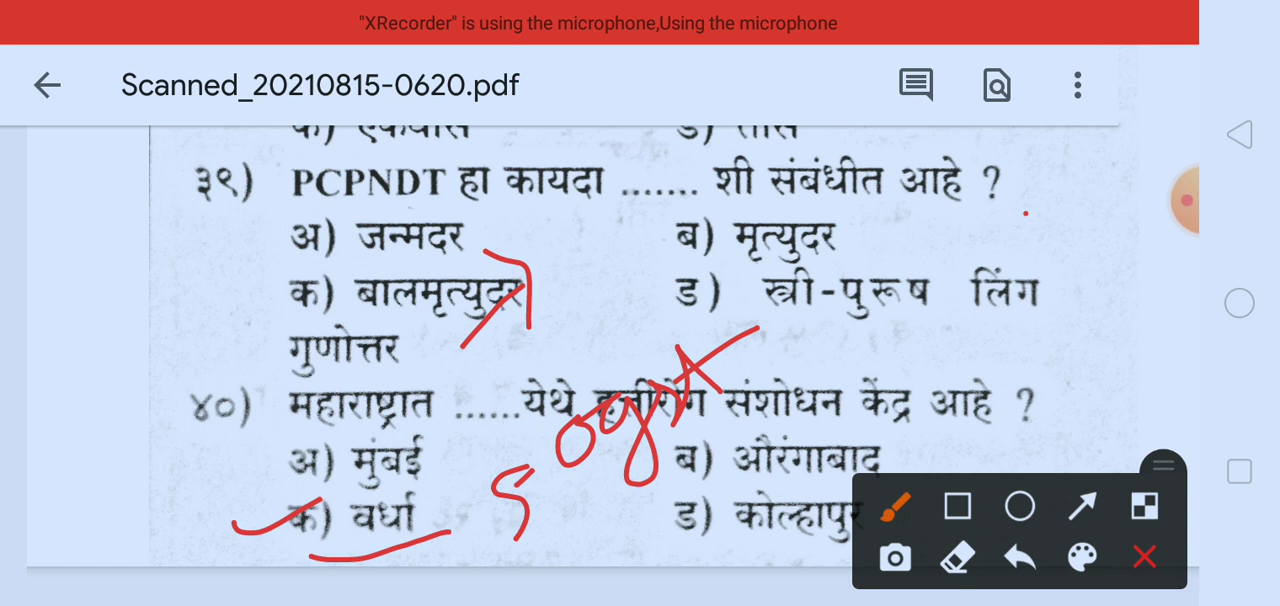 "XRecorder" is using the microphone,Using the microphone
Scanned_20210815-0620.pdf
३९) PCPNDT हा कायदा ....... शी संबंधीत आहे ?
अ) जन्मदर ब) मृत्युदर
क) बालमृत्युदर ड) स्त्री-पुरूष लिंग
गुणोत्तर
४०) महाराष्ट्रात ......येथे हत्तीरोग संशोधन केंद्र आहे ?
अ) मुंबई ब) औरंगाबाद
क) वर्धा ड) कोल्हापुर